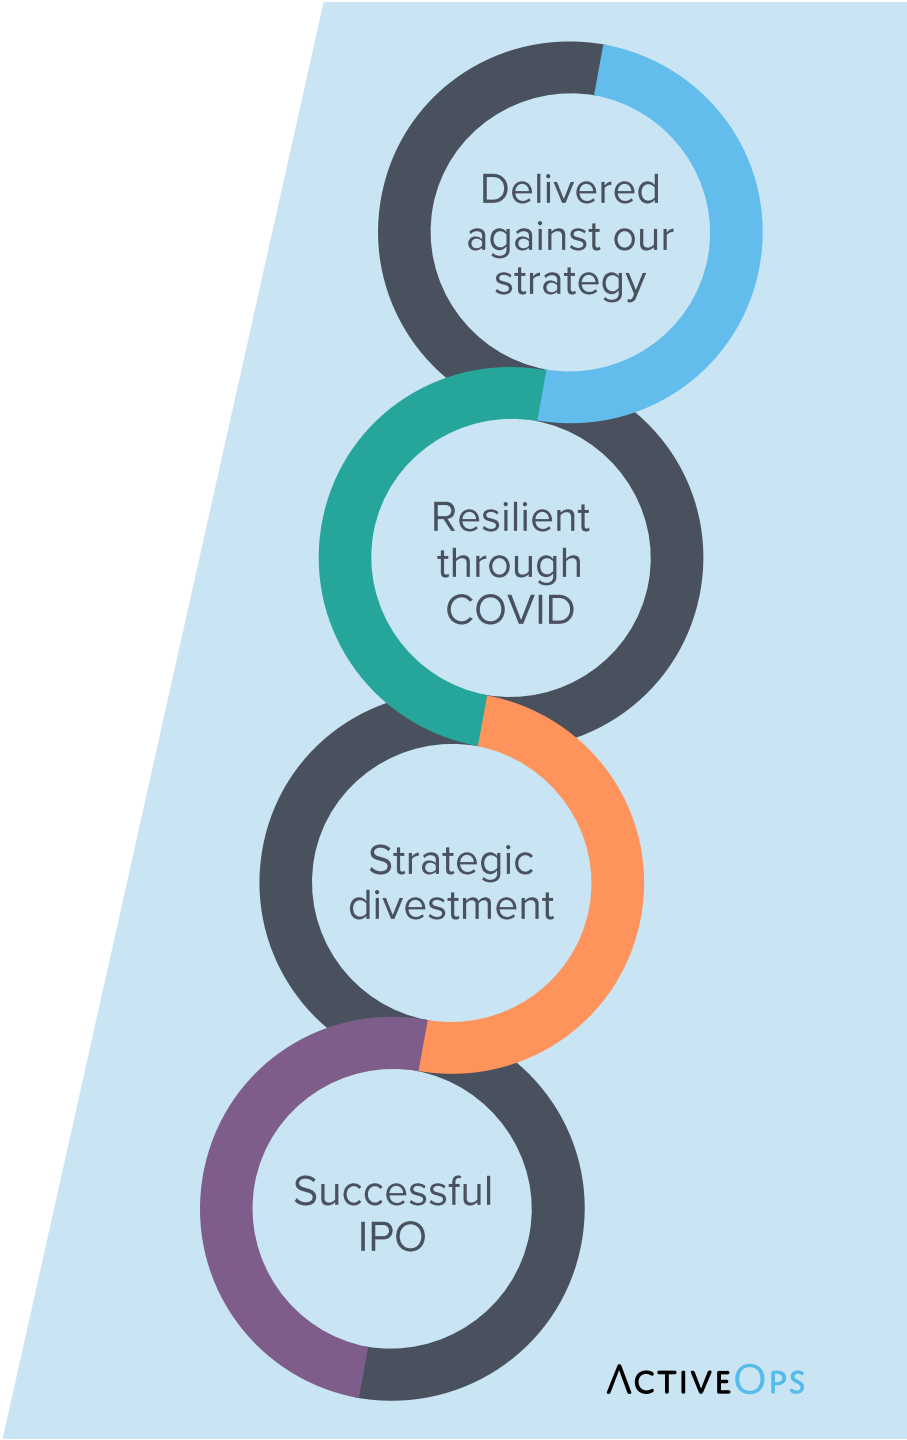 Delivered
against our
strategy
Resilient
through
COVID
Strategic
divestment
Successful
IPO
ACTIVEOPS